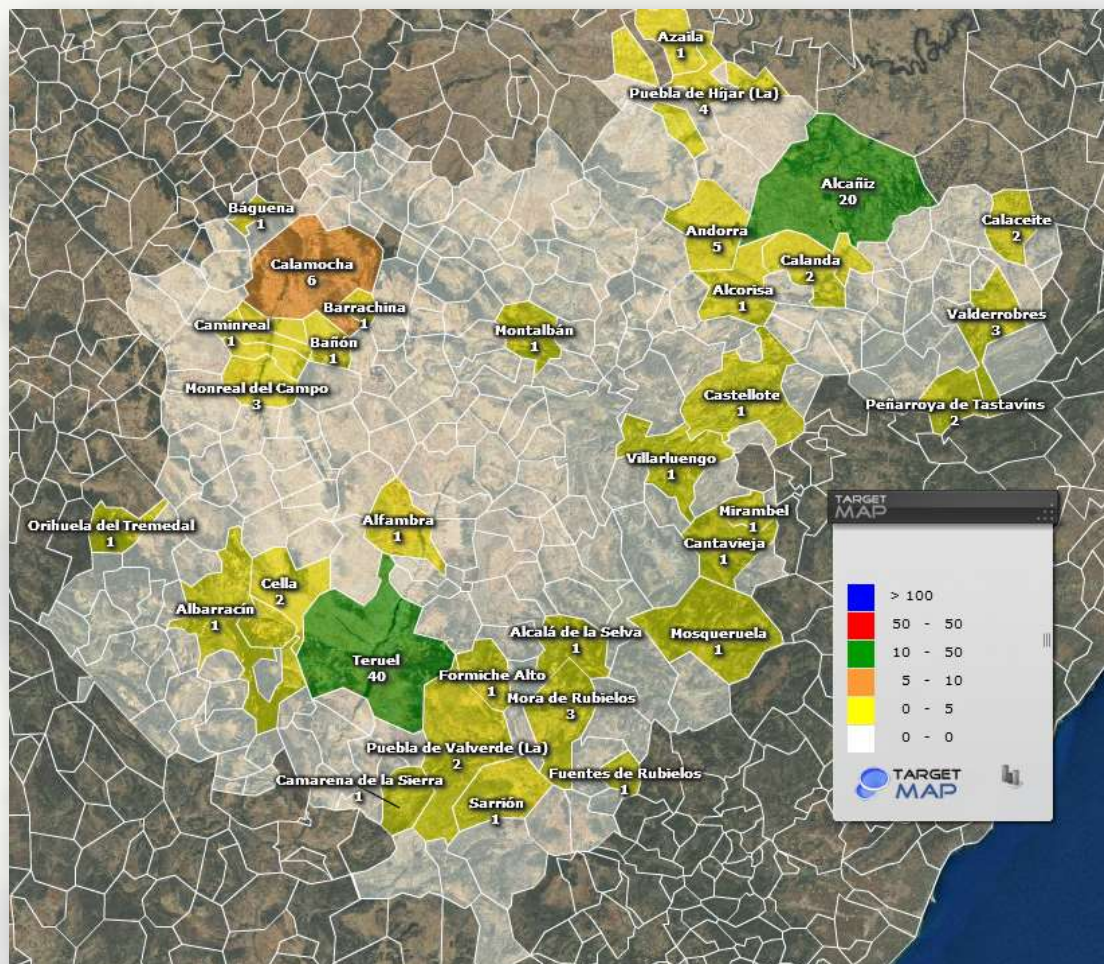 Azaila
1
Puebla de Híjar (La)
4
Alcañiz
20
Báguena
1
Calaceite
2
Andorra
5
Calamocha
6
Calanda
2
Alcorisa
1
Barrachina
1
Valderrobres
3
Caminreal
1
Bañón
1
Montalbán
1
Monreal del Campo
3
Castellote
1
Peñarroya de Tastavíns
2
Villarluengo
1
Mirambel
1
Orihuela del Tremedal
1
Alfambra
1
Cantavieja
1
Cella
2
Albarracín
1
Alcalá de la Selva
1
Mosqueruela
1
Teruel
40
Formiche Alto
1
Mora de Rubielos
3
Puebla de Valverde (La)
2
Camarena de la Sierra
1
Fuentes de Rubielos
1
Sarrión
1
TARGET
MAP
> 100
50 - 50
10 - 50
5 - 10
0 - 5
0 - 0
TARGET
MAP